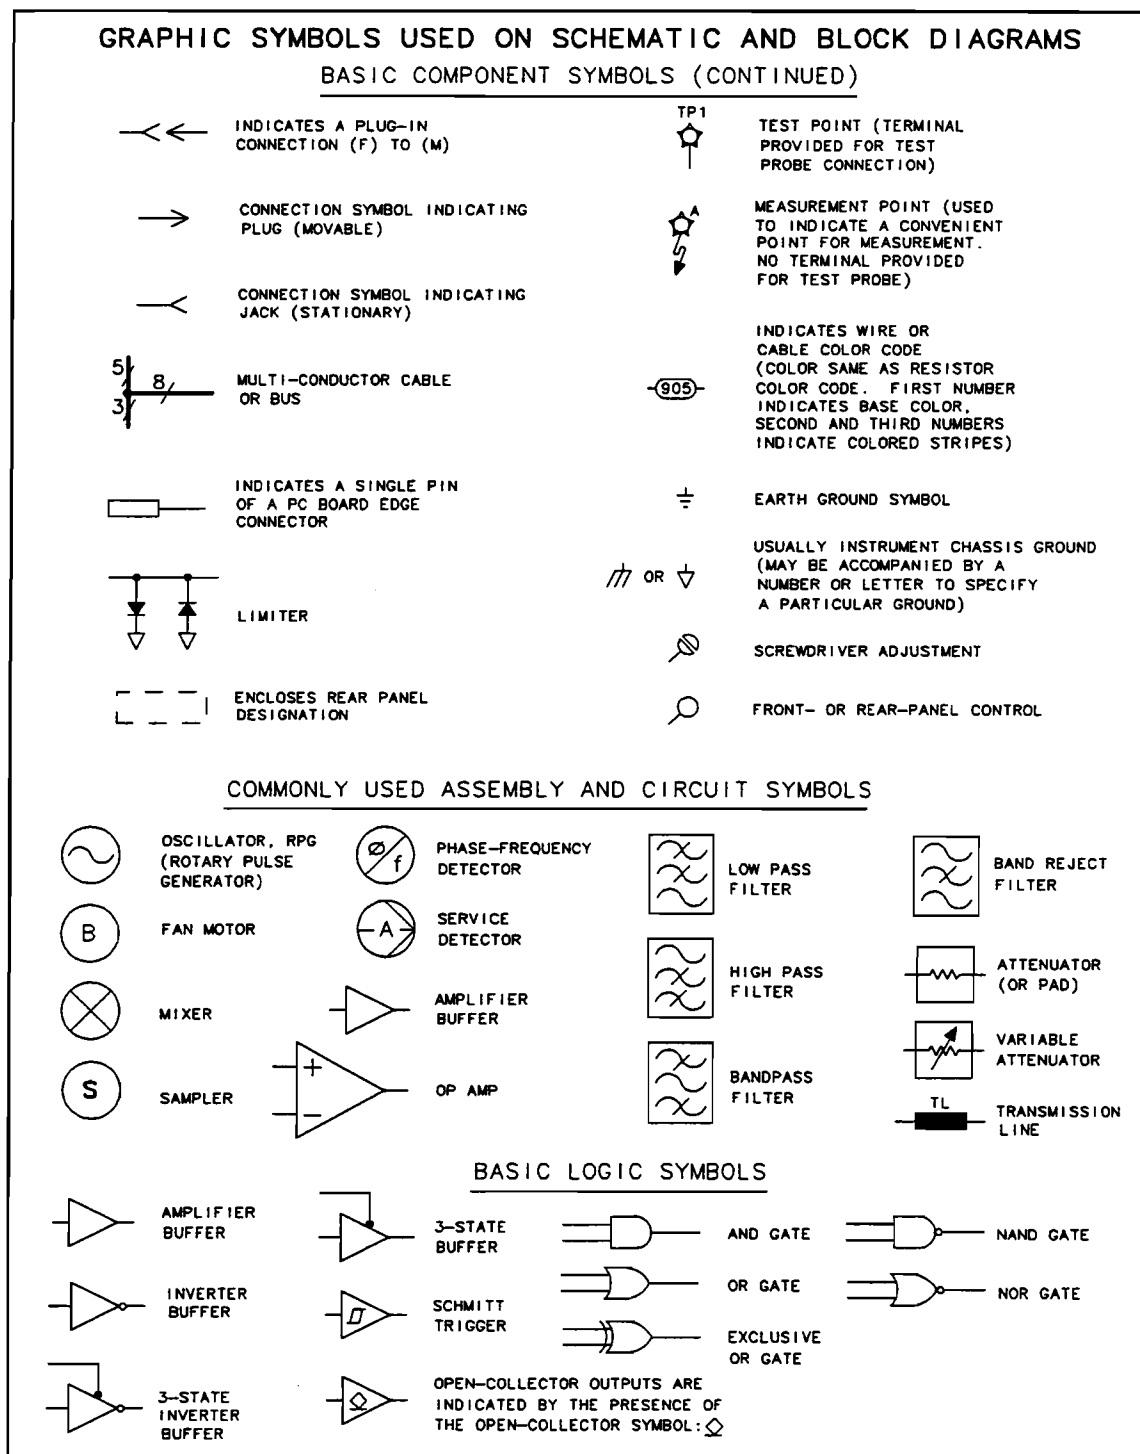 GRAPHIC SYMBOLS USED ON SCHEMATIC AND BLOCK DIAGRAMS
BASIC COMPONENT SYMBOLS (CONTINUED)
INDICATES A PLUG-IN
CONNECTION (F) TO (M)
CONNECTION SYMBOL INDICATING
PLUG (MOVABLE)
CONNECTION SYMBOL INDICATING
JACK (STATIONARY)
5
8
3
MULTI-CONDUCTOR CABLE
OR BUS
INDICATES A SINGLE PIN
OF A PC BOARD EDGE
CONNECTOR
LIMITER
ENCLOSES REAR PANEL
DESIGNATION
TP1
TEST POINT (TERMINAL
PROVIDED FOR TEST
PROBE CONNECTION)
A
MEASUREMENT POINT (USED
TO INDICATE A CONVENIENT
POINT FOR MEASUREMENT.
NO TERMINAL PROVIDED
FOR TEST PROBE)
905
INDICATES WIRE OR
CABLE COLOR CODE
(COLOR SAME AS RESISTOR
COLOR CODE. FIRST NUMBER
INDICATES BASE COLOR,
SECOND AND THIRD NUMBERS
INDICATE COLORED STRIPES)
EARTH GROUND SYMBOL
OR
USUALLY INSTRUMENT CHASSIS GROUND
(MAY BE ACCOMPANIED BY A
NUMBER OR LETTER TO SPECIFY
A PARTICULAR GROUND)
SCREWDRIVER ADJUSTMENT
FRONT- OR REAR-PANEL CONTROL
COMMONLY USED ASSEMBLY AND CIRCUIT SYMBOLS
OSCILLATOR, RPG
(ROTARY PULSE
GENERATOR)
B
FAN MOTOR
MIXER
S
SAMPLER
Ø
f
PHASE-FREQUENCY
DETECTOR
A
SERVICE
DETECTOR
AMPLIFIER
BUFFER
+
−
OP AMP
LOW PASS
FILTER
HIGH PASS
FILTER
BANDPASS
FILTER
BAND REJECT
FILTER
ATTENUATOR
(OR PAD)
VARIABLE
ATTENUATOR
TL
TRANSMISSION
LINE
BASIC LOGIC SYMBOLS
AMPLIFIER
BUFFER
INVERTER
BUFFER
3-STATE
INVERTER
BUFFER
3-STATE
BUFFER
SCHMITT
TRIGGER
OPEN-COLLECTOR OUTPUTS ARE
INDICATED BY THE PRESENCE OF
THE OPEN-COLLECTOR SYMBOL:
AND GATE
OR GATE
EXCLUSIVE
OR GATE
NAND GATE
NOR GATE